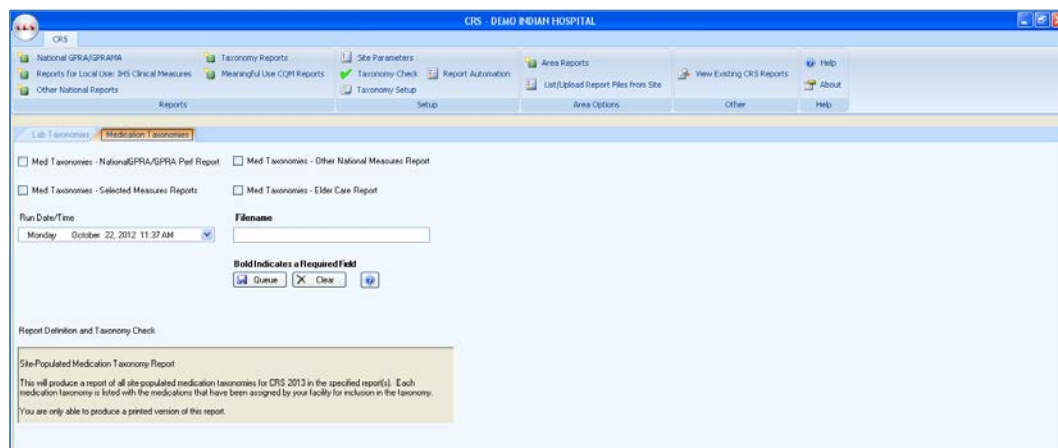 CRS - DEMO INDIAN HOSPITAL
CRS
National GPRA/GPRAMA
Reports for Local Use: IHS Clinical Measures
Other National Reports
Taxonomy Reports
Meaningful Use CQM Reports
Reports
Site Parameters
Taxonomy Check
Report Automation
Taxonomy Setup
Setup
Area Reports
List/Upload Report Files from Site
Area Options
View Existing CRS Reports
Other
Help
About
Help
Lab Taxonomies
Medication Taxonomies
Med Taxonomies - NationalGPRA/GPRA Perf Report
Med Taxonomies - Other National Measures Report
Med Taxonomies - Selected Measures Reports
Med Taxonomies - Elder Care Report
Run Date/Time
Filename
Monday October 22, 2012 11:37 AM
Bold Indicates a Required Field
Queue
Clear
Report Definition and Taxonomy Check
Site-Populated Medication Taxonomy Report
This will produce a report of all site-populated medication taxonomies for CRS 2013 in the specified report(s). Each
medication taxonomy is listed with the medications that have been assigned by your facility for inclusion in the taxonomy.
You are only able to produce a printed version of this report.